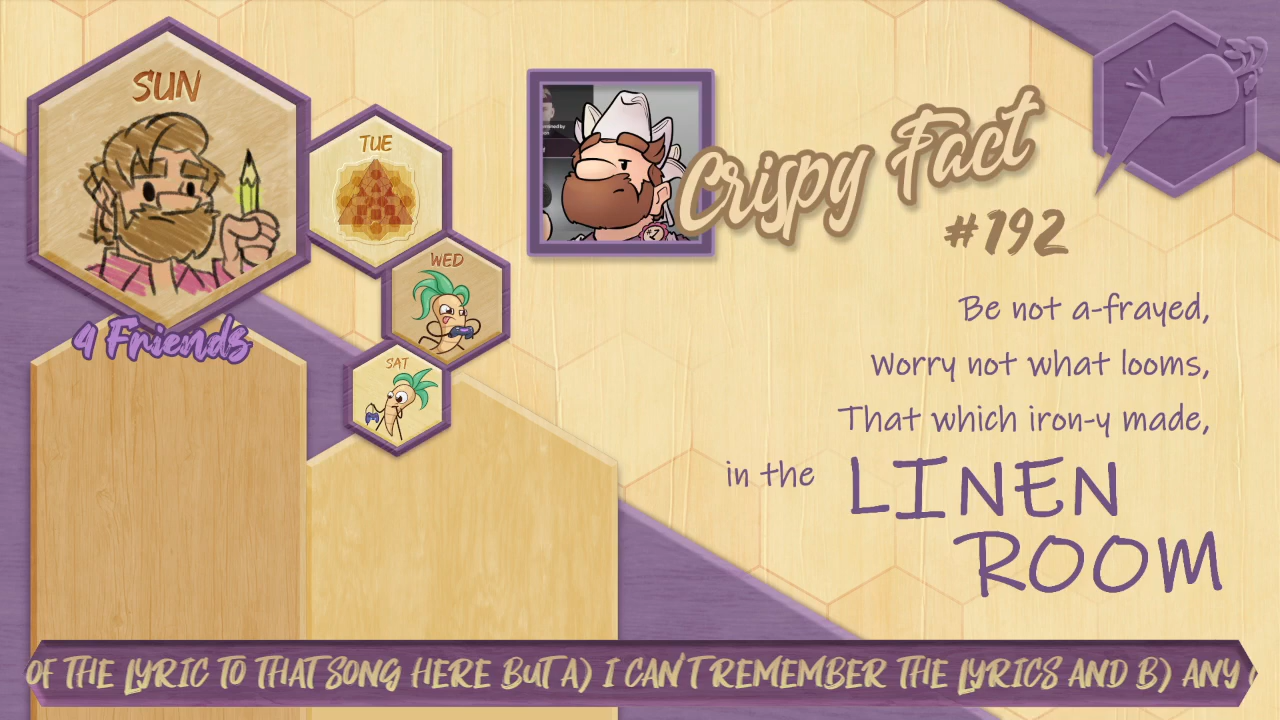 SUN
TUE
WED
SAT
4 Friends
Crispy Fact
#192
Be not a-frayed,
Worry not what looms,
That which iron-y made,
in the LINEN
ROOM
OF THE LYRIC TO THAT SONG HERE BUT A) I CAN'T REMEMBER THE LYRICS AND B) ANY